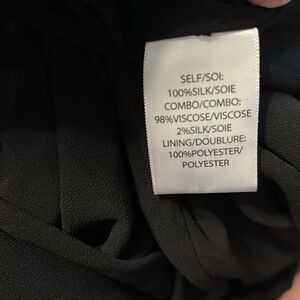 SELF/SOI:
100%SILK/SOIE
COMBO/COMBO:
98%VISCOSE/VISCOSE
2%SILK/SOIE
LINING/DOUBLURE:
100%POLYESTER/
POLYESTER